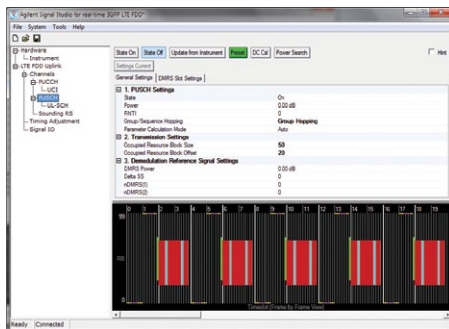 Agilent Signal Studio for real-time 3GPP LTE FDD*
File System Tools Help
State On State Off Update from Instrument Preset DC Cal Power Search Hint
Settings Current
General Settings DMRS Slot Settings
Hardware
Instrument
LTE FDD Uplink
Channels
PUCCH
UCI
PUSCH
UL-SCH
Sounding RS
Timing Adjustment
Signal IO
1. PUSCH Settings
State On
Power 0.00 dB
RNTI 0
Group/Sequence Hopping Group Hopping
Parameter Calculation Mode Auto
2. Transmission Settings
Occupied Resource Block Size 50
Occupied Resource Block Offset 20
3. Demodulation Reference Signal Settings
DMRS Power 0.00 dB
Delta SS 0
nDMRS(1) 0
nDMRS(2) 0
0 1 2 3 4 5 6 7 8 9 10 11 12 13 14 15 16 17 18 19
99
RB
0
Timeslot (Frame by Frame View)
Ready Connected